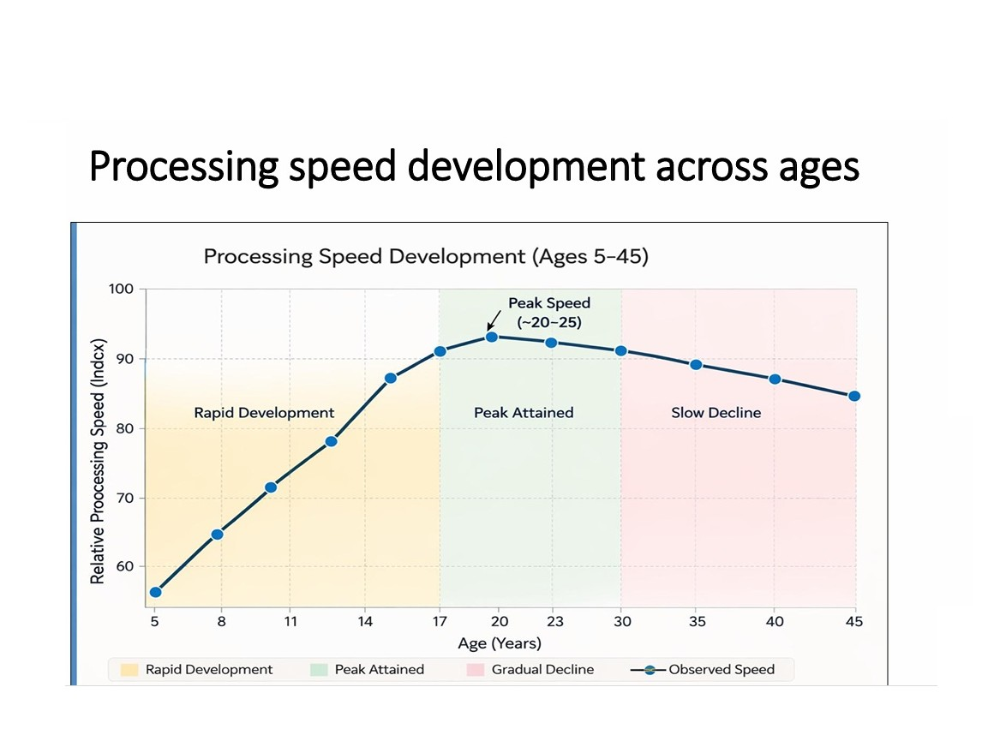 Processing speed development across ages
Processing Speed Development (Ages 5–45)
Relative Proocessing Speed (Indcx)
100
90
80
70
60
Peak Speed
(~20–25)
Rapid Development
Peak Attained
Slow Decline
5 8 11 14 17 20 23 30 35 40 45
Age (Years)
Rapid Development Peak Attained Gradual Decline Observed Speed